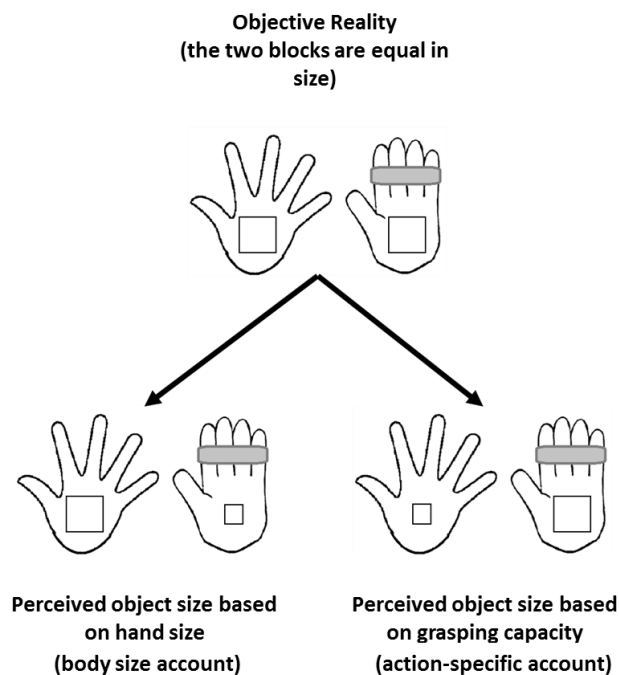 Objective Reality
(the two blocks are equal in
size)
Perceived object size based
on hand size
(body size account)
Perceived object size based
on grasping capacity
(action-specific account)